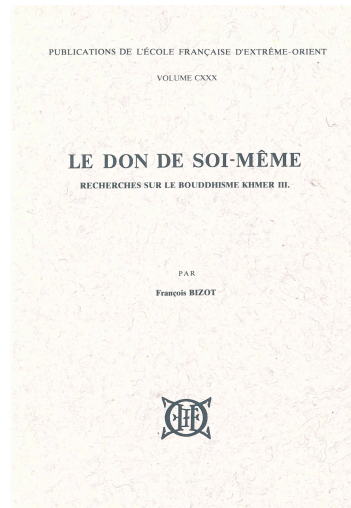 PUBLICATIONS DE L'ÉCOLE FRANÇAISE D'EXTRÊME-ORIENT
VOLUME CXXX
LE DON DE SOI-MÊME
RECHERCHES SUR LE BOUDDHISME KHMER III.
PAR
François BIZOT